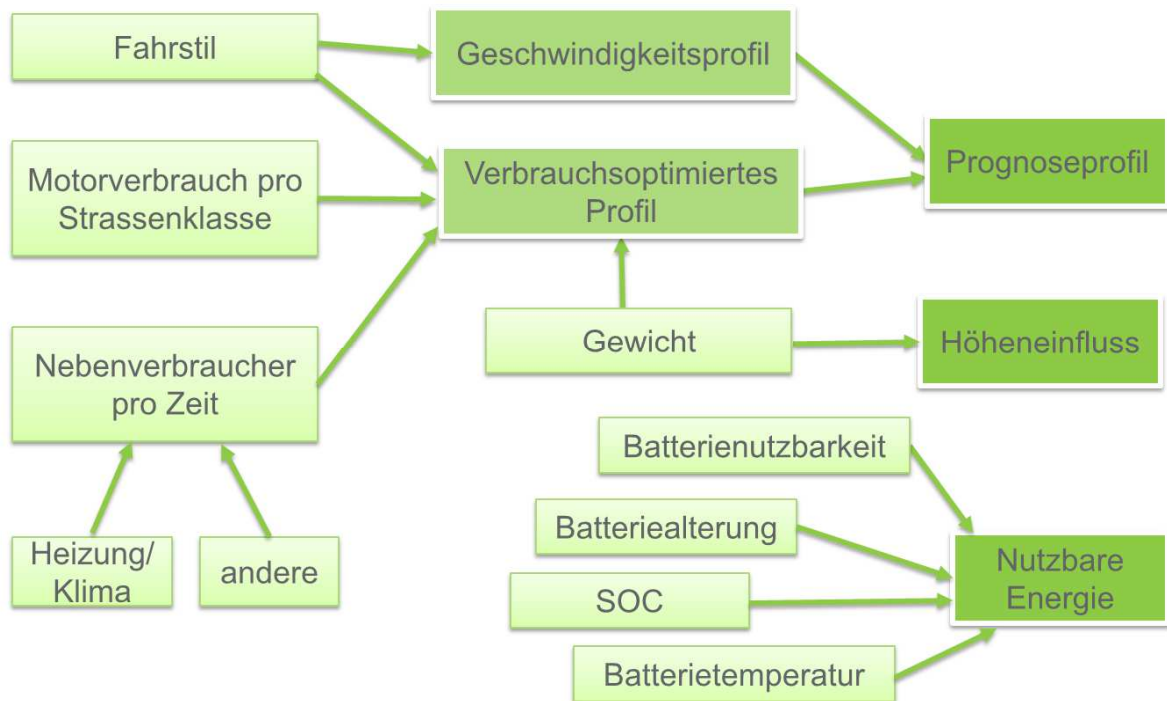 Fahrstil
Geschwindigkeitsprofil
Motorverbrauch pro
Strassenklasse
Verbrauchsoptimiertes
Profil
Prognoseprofil
Nebenverbraucher
pro Zeit
Gewicht
Höheneinfluss
Heizung/
Klima
andere
Batterienutzbarkeit
Batteriealterung
SOC
Batterietemperatur
Nutzbare
Energie